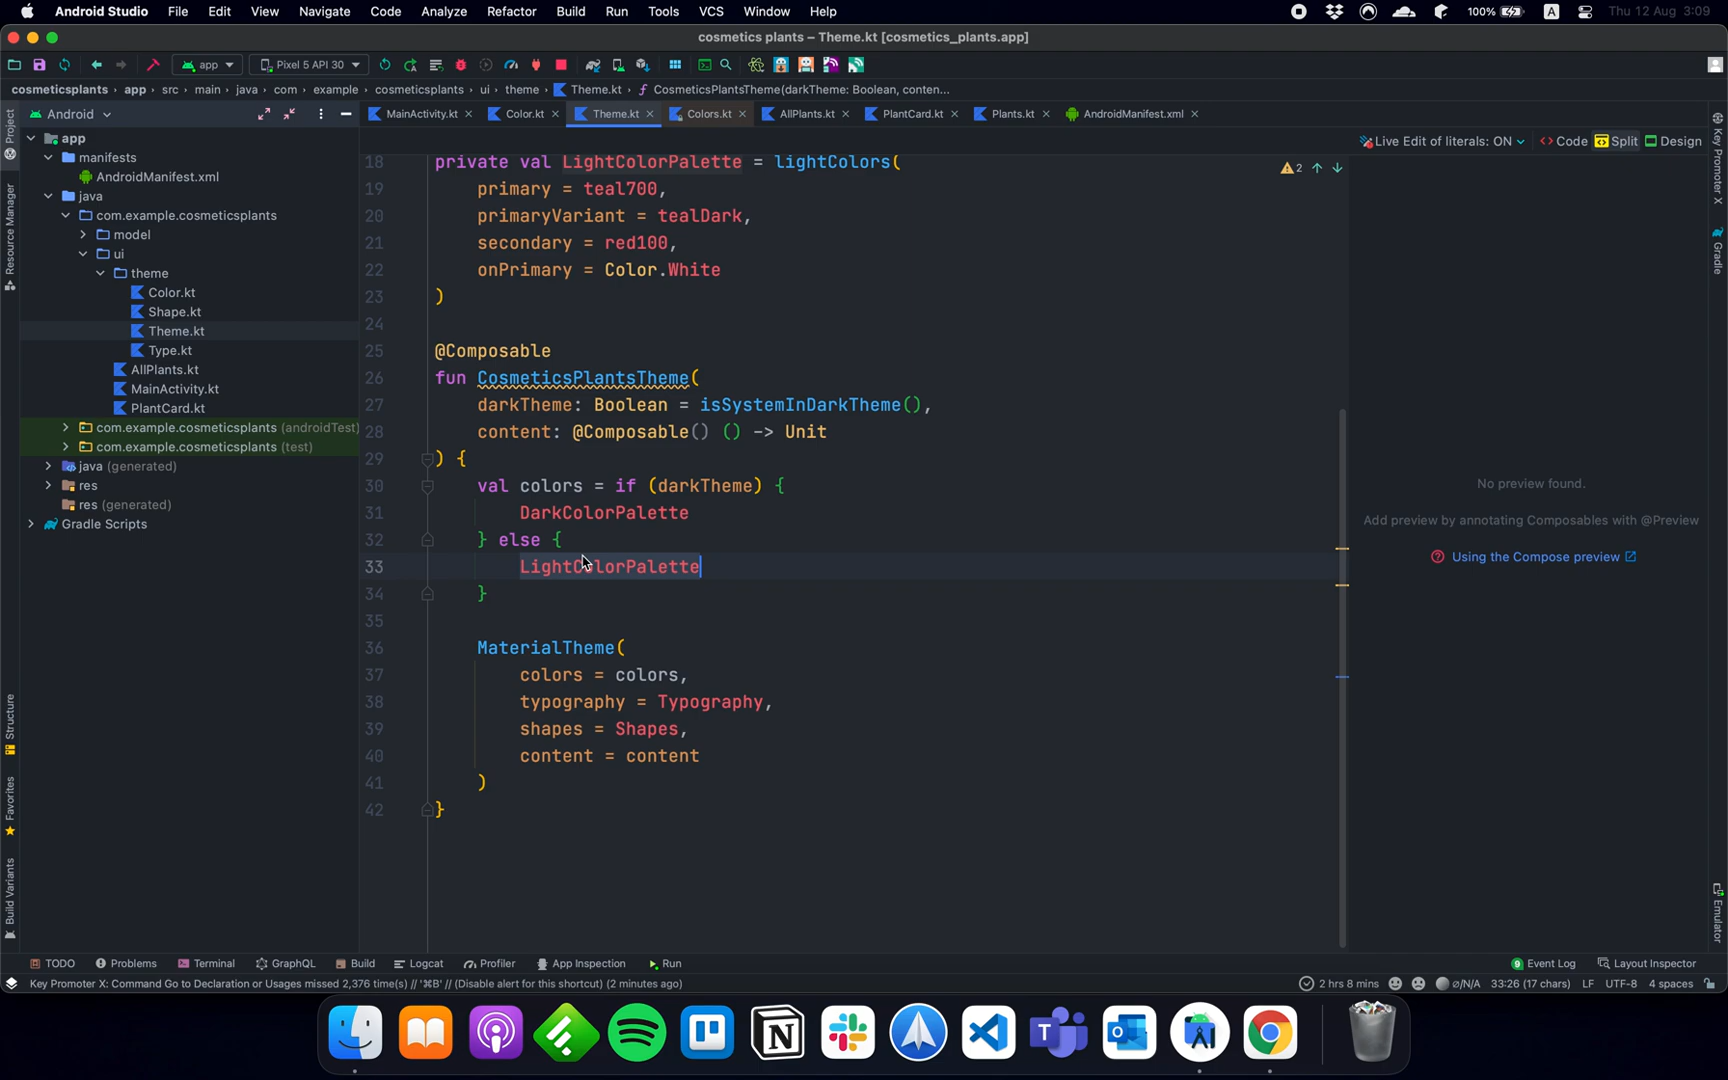 Android Studio File Edit View Navigate Code Analyze Refactor Build Run Tools VCS Window Help 100% A Thu 12 Aug 3:09
cosmetics plants – Theme.kt [cosmetics_plants.app]
app Pixel 5 API 30
cosmeticsplants › app › src › main › java › com › example › cosmeticsplants › ui › theme › Theme.kt › CosmeticsPlantsTheme(darkTheme: Boolean, conten...
Android
MainActivity.kt Color.kt Theme.kt Colors.kt AllPlants.kt PlantCard.kt Plants.kt AndroidManifest.xml
Live Edit of literals: ON Code Split Design
Project
Resource Manager
Structure
Favorites
Build Variants
app
manifests
AndroidManifest.xml
java
com.example.cosmeticsplants
model
ui
theme
Color.kt
Shape.kt
Theme.kt
Type.kt
AllPlants.kt
MainActivity.kt
PlantCard.kt
com.example.cosmeticsplants (androidTest)
com.example.cosmeticsplants (test)
java (generated)
res
res (generated)
Gradle Scripts
2
18 private val LightColorPalette = lightColors(
19 primary = teal700,
20 primaryVariant = tealDark,
21 secondary = red100,
22 onPrimary = Color.White
23 )
24
25 @Composable
26 fun CosmeticsPlantsTheme(
27 darkTheme: Boolean = isSystemInDarkTheme(),
28 content: @Composable() () -> Unit
29 ) {
30 val colors = if (darkTheme) {
31 DarkColorPalette
32 } else {
33 LightColorPalette
34 }
35
36 MaterialTheme(
37 colors = colors,
38 typography = Typography,
39 shapes = Shapes,
40 content = content
41 )
42 }
No preview found.
Add preview by annotating Composables with @Preview
Using the Compose preview
Key Promoter X
Gradle
Emulator
TODO Problems Terminal GraphQL Build Logcat Profiler App Inspection Run 9 Event Log Layout Inspector
Key Promoter X: Command Go to Declaration or Usages missed 2,376 time(s) // '⌘B' // (Disable alert for this shortcut) (2 minutes ago) 2 hrs 8 mins ⌀/N/A 33:26 (17 chars) LF UTF-8 4 spaces